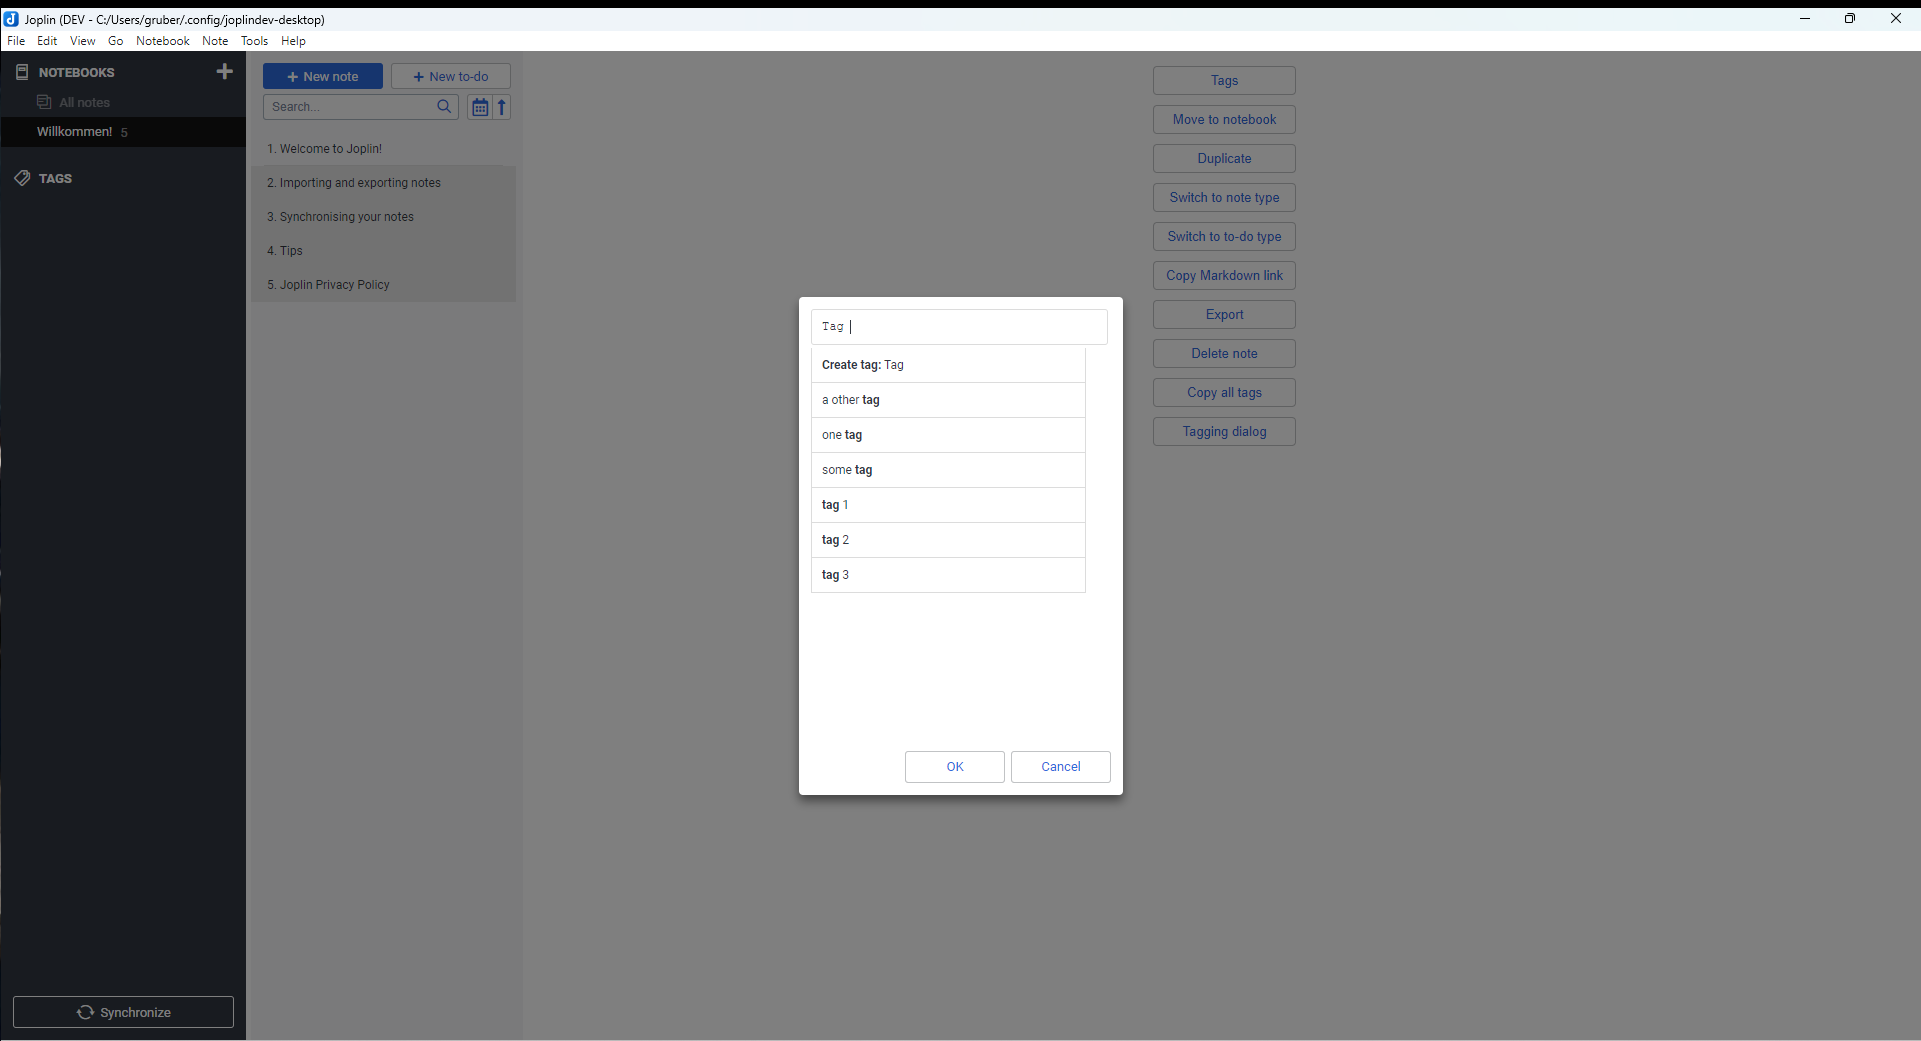 Joplin (DEV - C:/Users/gruber/.config/joplindev-desktop)
File Edit View Go Notebook Note Tools Help
NOTEBOOKS
All notes
Willkommen! 5
TAGS
Synchronize
New note
New to-do
Search...
1. Welcome to Joplin!
2. Importing and exporting notes
3. Synchronising your notes
4. Tips
5. Joplin Privacy Policy
Tag
Create tag: Tag
a other tag
one tag
some tag
tag 1
tag 2
tag 3
OK
Cancel
Tags
Move to notebook
Duplicate
Switch to note type
Switch to to-do type
Copy Markdown link
Export
Delete note
Copy all tags
Tagging dialog